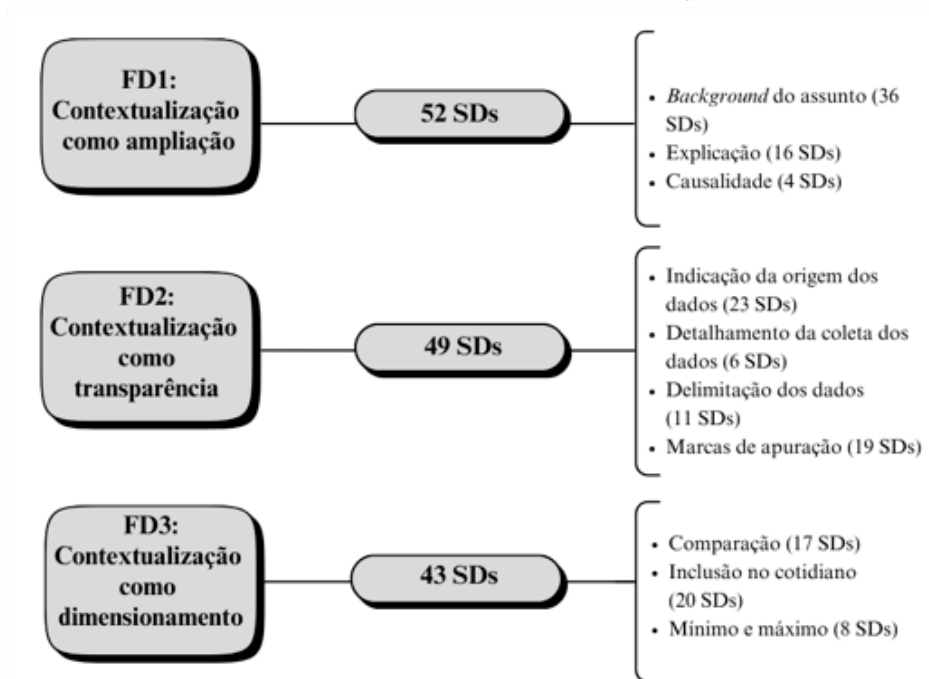 FD1:
Contextualização
como ampliação
52 SDs
• Background do assunto (36
SDs)
• Explicação (16 SDs)
• Causalidade (4 SDs)
FD2:
Contextualização
como
transparência
49 SDs
• Indicação da origem dos
dados (23 SDs)
• Detalhamento da coleta dos
dados (6 SDs)
• Delimitação dos dados
(11 SDs)
• Marcas de apuração (19 SDs)
FD3:
Contextualização
como
dimensionamento
43 SDs
• Comparação (17 SDs)
• Inclusão no cotidiano
(20 SDs)
• Mínimo e máximo (8 SDs)